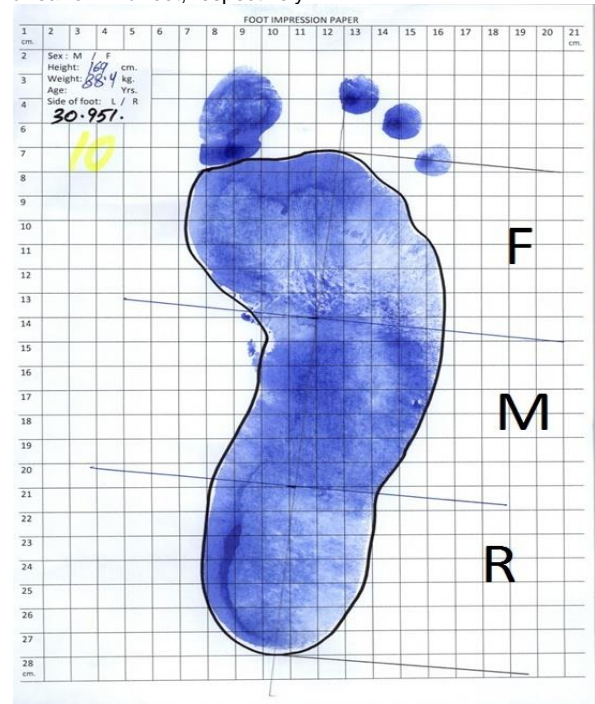 FOOT IMPRESSION PAPER
1 2 3 4 5 6 7 8 9 10 11 12 13 14 15 16 17 18 19 20 21
cm. cm.
2 Sex : M / F
Height: 169 cm.
3 Weight: 88.4 kg.
Age: Yrs.
4 Side of foot: L / R
30.951.
6
10
7
8
9
F
10
11
12
13
14
15
16
17
M
18
19
20
21
22
23
R
24
25
26
27
28
cm.